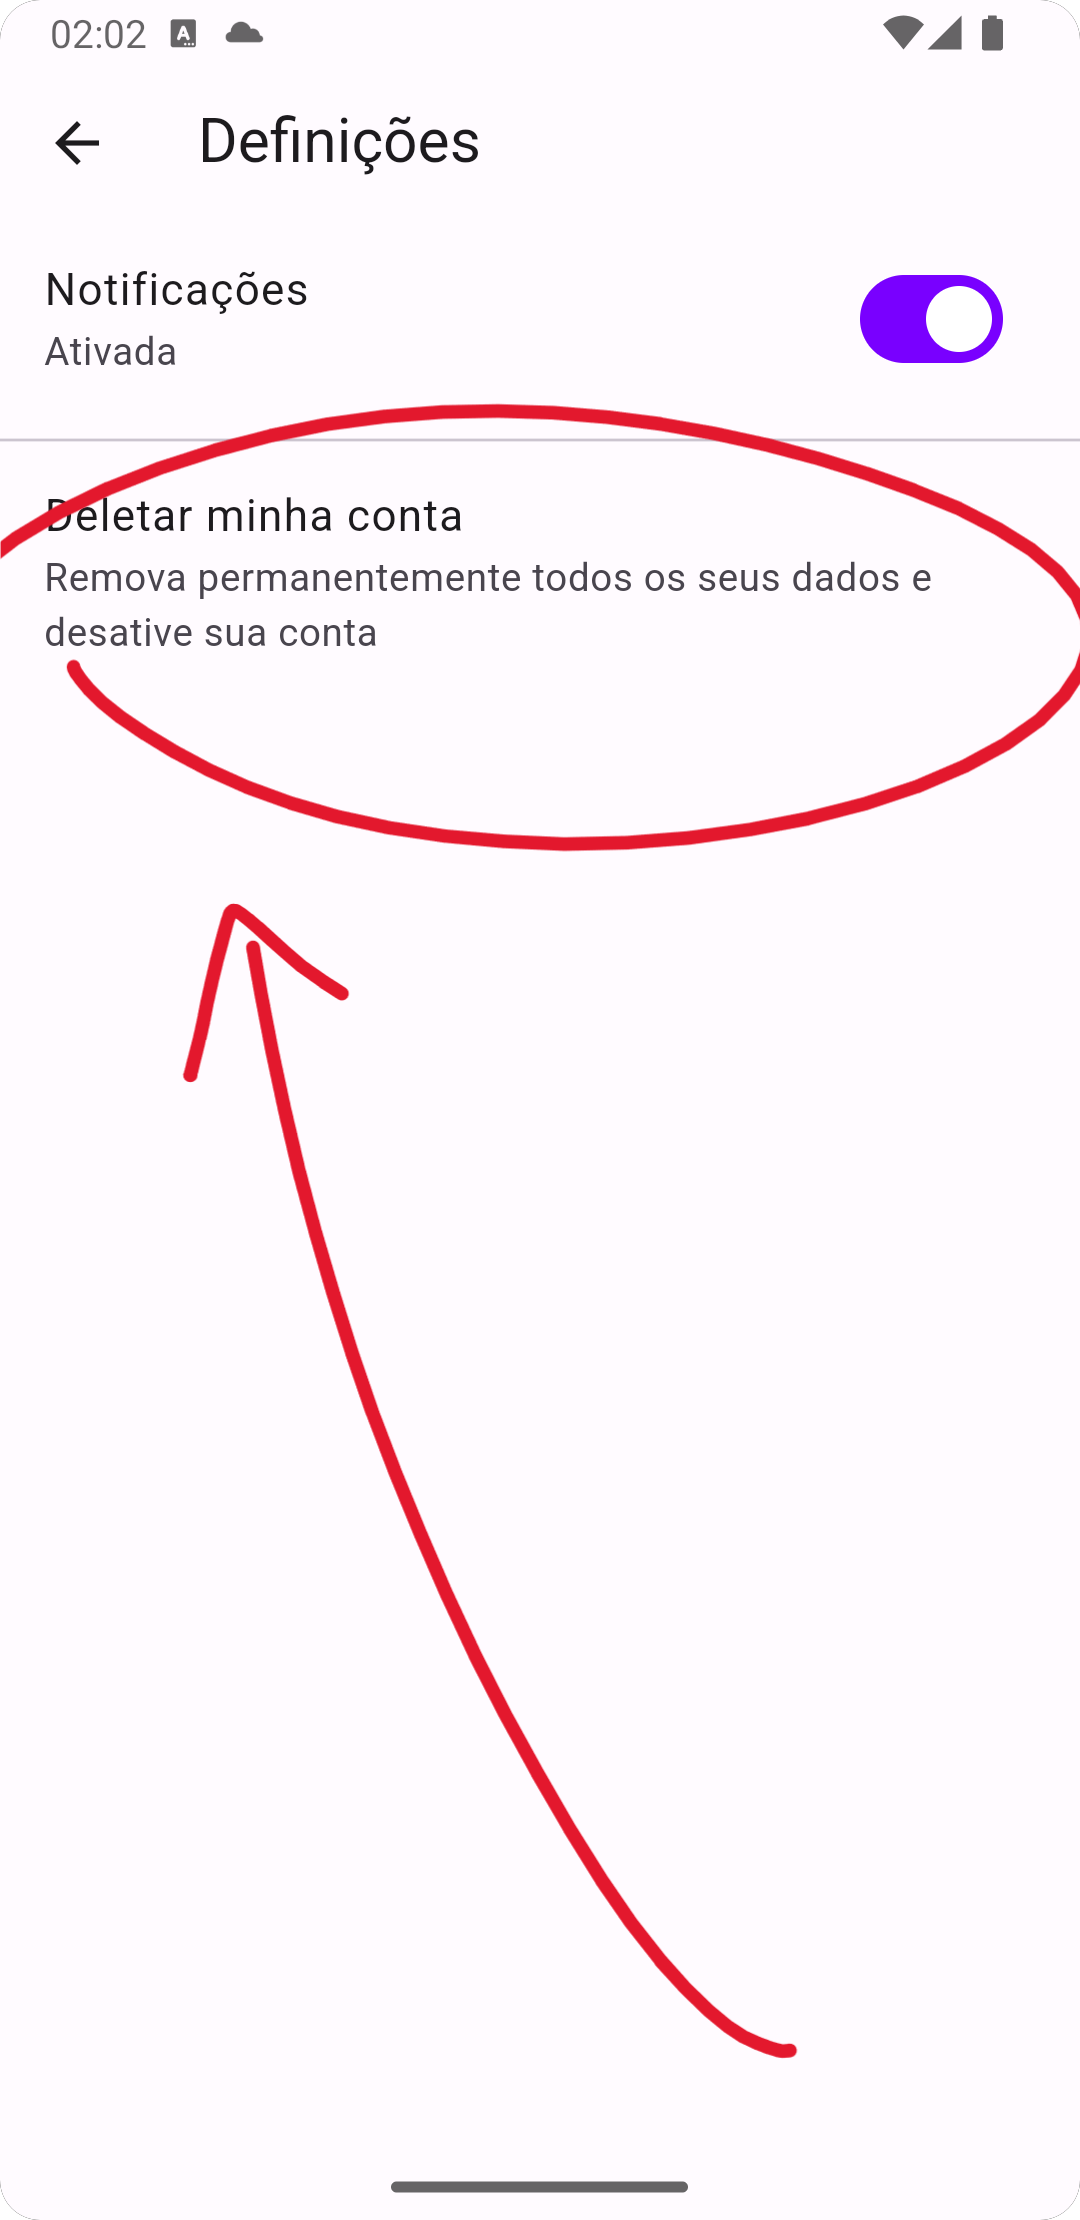 02:02
Definições
Notificações
Ativada
Deletar minha conta
Remova permanentemente todos os seus dados e
desative sua conta